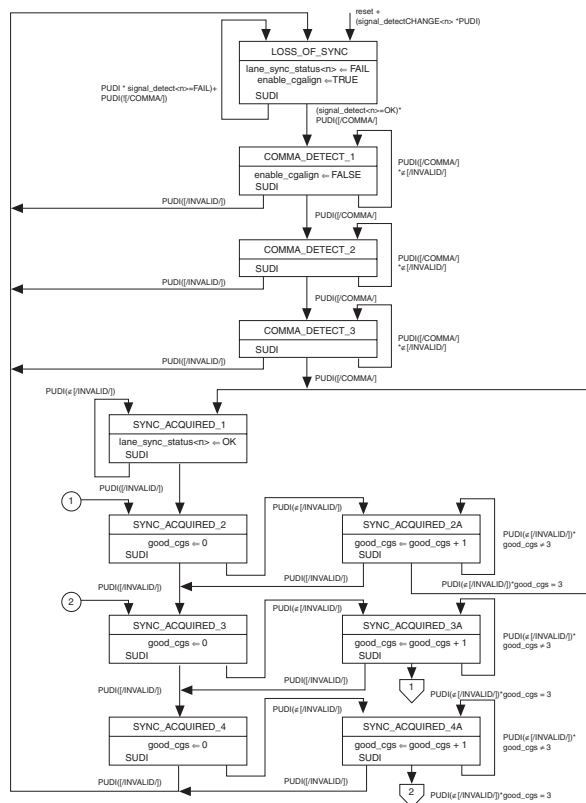 reset +
(signal_detectCHANGE<n> *PUDI)
LOSS_OF_SYNC
lane_sync_status<n> ⇐ FAIL
enable_cgalign ⇐TRUE
SUDI
PUDI * signal_detect<n>=FAIL)+
PUDI(![/COMMA/])
(signal_detect<n>=OK)*
PUDI([/COMMA/]
COMMA_DETECT_1
enable_cgalign ⇐ FALSE
SUDI
PUDI([/COMMA/]
*∉[/INVALID/]
PUDI([/INVALID/])
PUDI([/COMMA/]
COMMA_DETECT_2
SUDI
PUDI([/COMMA/]
*∉[/INVALID/]
PUDI([/INVALID/])
PUDI([/COMMA/]
COMMA_DETECT_3
SUDI
PUDI([/COMMA/]
*∉[/INVALID/]
PUDI([/INVALID/])
PUDI([/COMMA/]
PUDI(∉[/INVALID/])
SYNC_ACQUIRED_1
lane_sync_status<n> ⇐ OK
SUDI
PUDI([/INVALID/])
1
PUDI(∉[/INVALID/])
SYNC_ACQUIRED_2
good_cgs ⇐ 0
SUDI
SYNC_ACQUIRED_2A
good_cgs ⇐ good_cgs + 1
SUDI
PUDI(∉[/INVALID/])*
good_cgs ≠ 3
PUDI([/INVALID/])
PUDI([/INVALID/])
PUDI(∉[/INVALID/])*good_cgs = 3
2
PUDI(∉[/INVALID/])
SYNC_ACQUIRED_3
good_cgs ⇐ 0
SUDI
SYNC_ACQUIRED_3A
good_cgs ⇐ good_cgs + 1
SUDI
PUDI(∉[/INVALID/])*
good_cgs ≠ 3
PUDI([/INVALID/])
PUDI([/INVALID/])
1
PUDI(∉[/INVALID/])*good_cgs = 3
PUDI(∉[/INVALID/])
SYNC_ACQUIRED_4
good_cgs ⇐ 0
SUDI
SYNC_ACQUIRED_4A
good_cgs ⇐ good_cgs + 1
SUDI
PUDI(∉[/INVALID/])*
good_cgs ≠ 3
PUDI([/INVALID/])
PUDI([/INVALID/])
2
PUDI(∉[/INVALID/])*good_cgs = 3